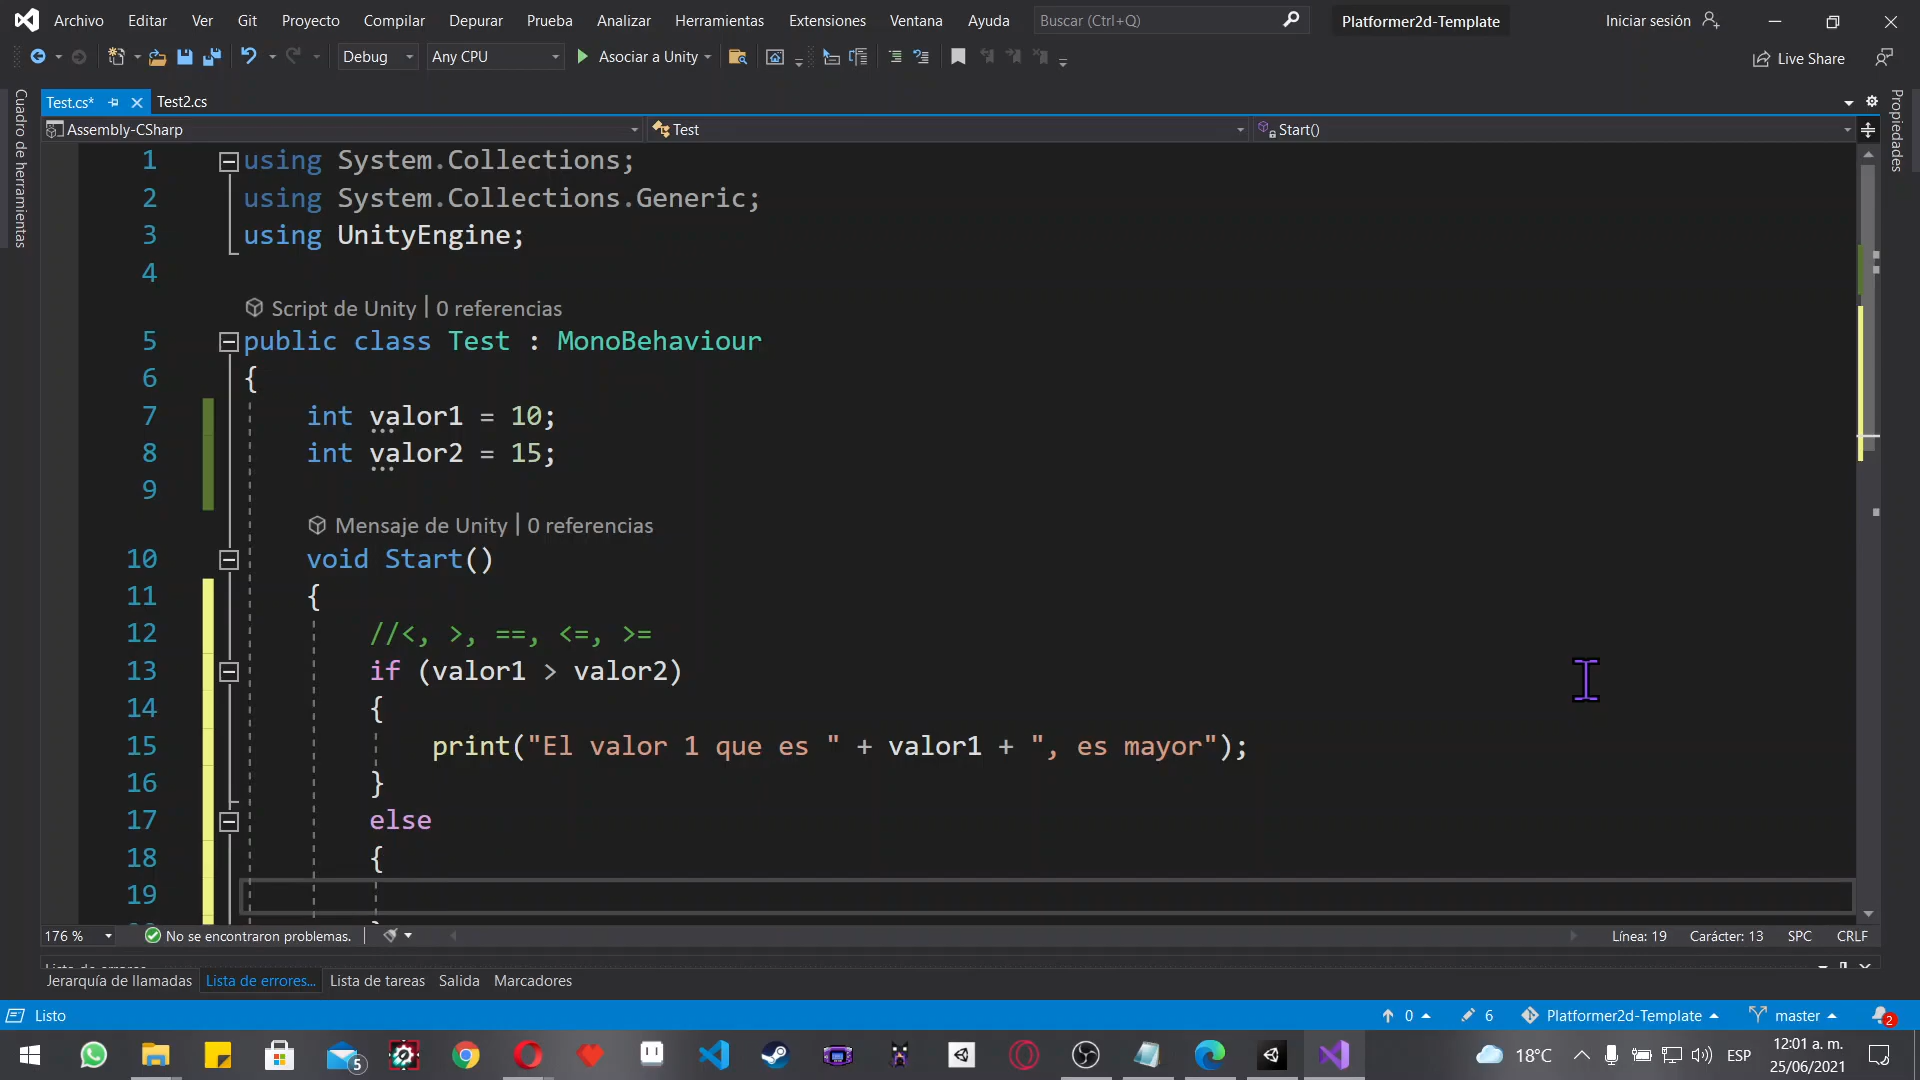 Archivo Editar Ver Git Proyecto Compilar Depurar Prueba Analizar Herramientas Extensiones Ventana Ayuda Buscar (Ctrl+Q) Platformer2d-Template Iniciar sesión
Debug Any CPU Asociar a Unity Live Share
Cuadro de herramientas
Test.cs* Test2.cs
Propiedades
Assembly-CSharp Test Start()
1 using System.Collections;
2 using System.Collections.Generic;
3 using UnityEngine;
4
Script de Unity | 0 referencias
5 public class Test : MonoBehaviour
6 {
7 int valor1 = 10;
8 int valor2 = 15;
9
Mensaje de Unity | 0 referencias
10 void Start()
11 {
12 //<, >, ==, <=, >=
13 if (valor1 > valor2)
14 {
15 print("El valor 1 que es " + valor1 + ", es mayor");
16 }
17 else
18 {
19
176 % No se encontraron problemas. Línea: 19 Carácter: 13 SPC CRLF
Jerarquía de llamadas Lista de errores... Lista de tareas Salida Marcadores
Listo 0 6 Platformer2d-Template master 2
5 18°C ESP 12:01 a. m.
25/06/2021